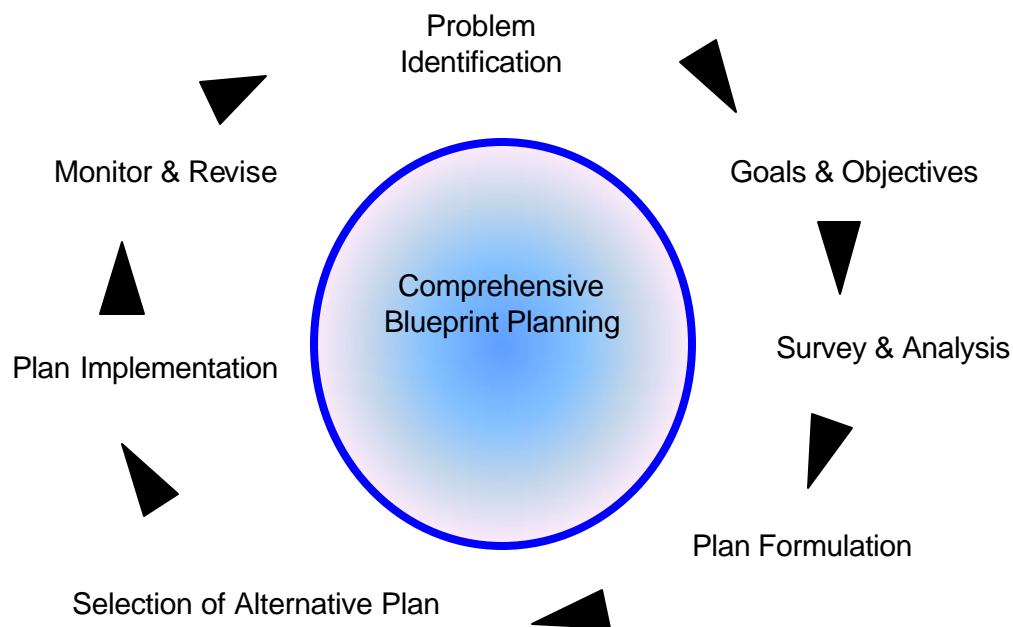 Problem
Identification
Goals & Objectives
Survey & Analysis
Plan Formulation
Selection of Alternative Plan
Plan Implementation
Monitor & Revise
Comprehensive
Blueprint Planning